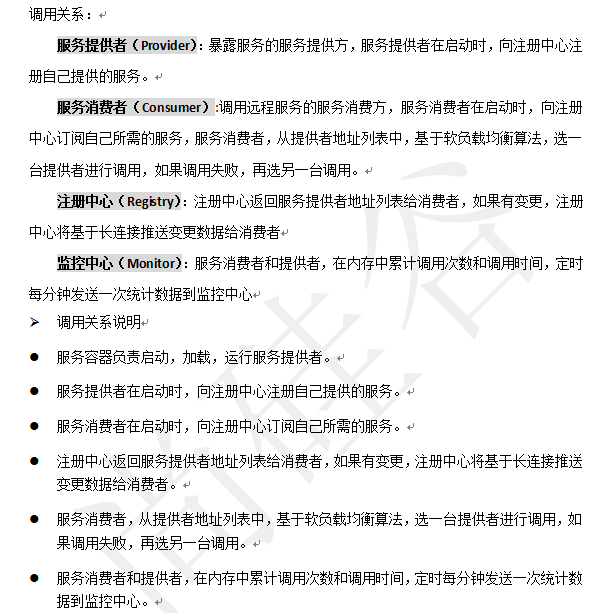 调用关系：
服务提供者（Provider）：暴露服务的服务提供方，服务提供者在启动时，向注册中心注
册自己提供的服务。
服务消费者（Consumer）:调用远程服务的服务消费方，服务消费者在启动时，向注册
中心订阅自己所需的服务，服务消费者，从提供者地址列表中，基于软负载均衡算法，选一
台提供者进行调用，如果调用失败，再选另一台调用。
注册中心（Registry）：注册中心返回服务提供者地址列表给消费者，如果有变更，注册
中心将基于长连接推送变更数据给消费者
监控中心（Monitor）：服务消费者和提供者，在内存中累计调用次数和调用时间，定时
每分钟发送一次统计数据到监控中心
➢ 调用关系说明
● 服务容器负责启动，加载，运行服务提供者。
● 服务提供者在启动时，向注册中心注册自己提供的服务。
● 服务消费者在启动时，向注册中心订阅自己所需的服务。
● 注册中心返回服务提供者地址列表给消费者，如果有变更，注册中心将基于长连接推送
变更数据给消费者。
● 服务消费者，从提供者地址列表中，基于软负载均衡算法，选一台提供者进行调用，如
果调用失败，再选另一台调用。
● 服务消费者和提供者，在内存中累计调用次数和调用时间，定时每分钟发送一次统计数
据到监控中心。
尚硅谷